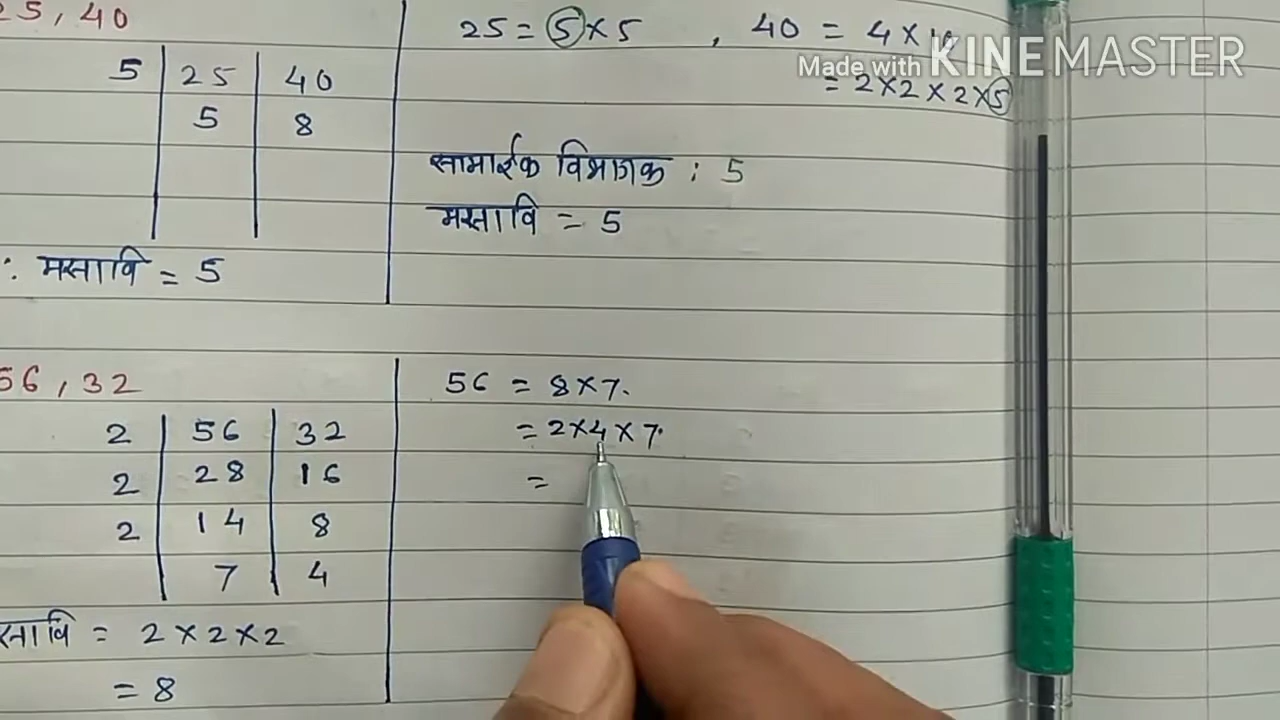 25, 40
5 | 25 | 40
5 | 8
∴ मसावि = 5
25 = 5 × 5 , 40 = 4 × 10
= 2 × 2 × 2 × 5
Made with KINEMASTER
सामाईक विभाजक : 5
मसावि = 5
56, 32
2 | 56 | 32
2 | 28 | 16
2 | 14 | 8
7 | 4
मसावि = 2 × 2 × 2
= 8
56 = 8 × 7.
= 2 × 4 × 7.
=